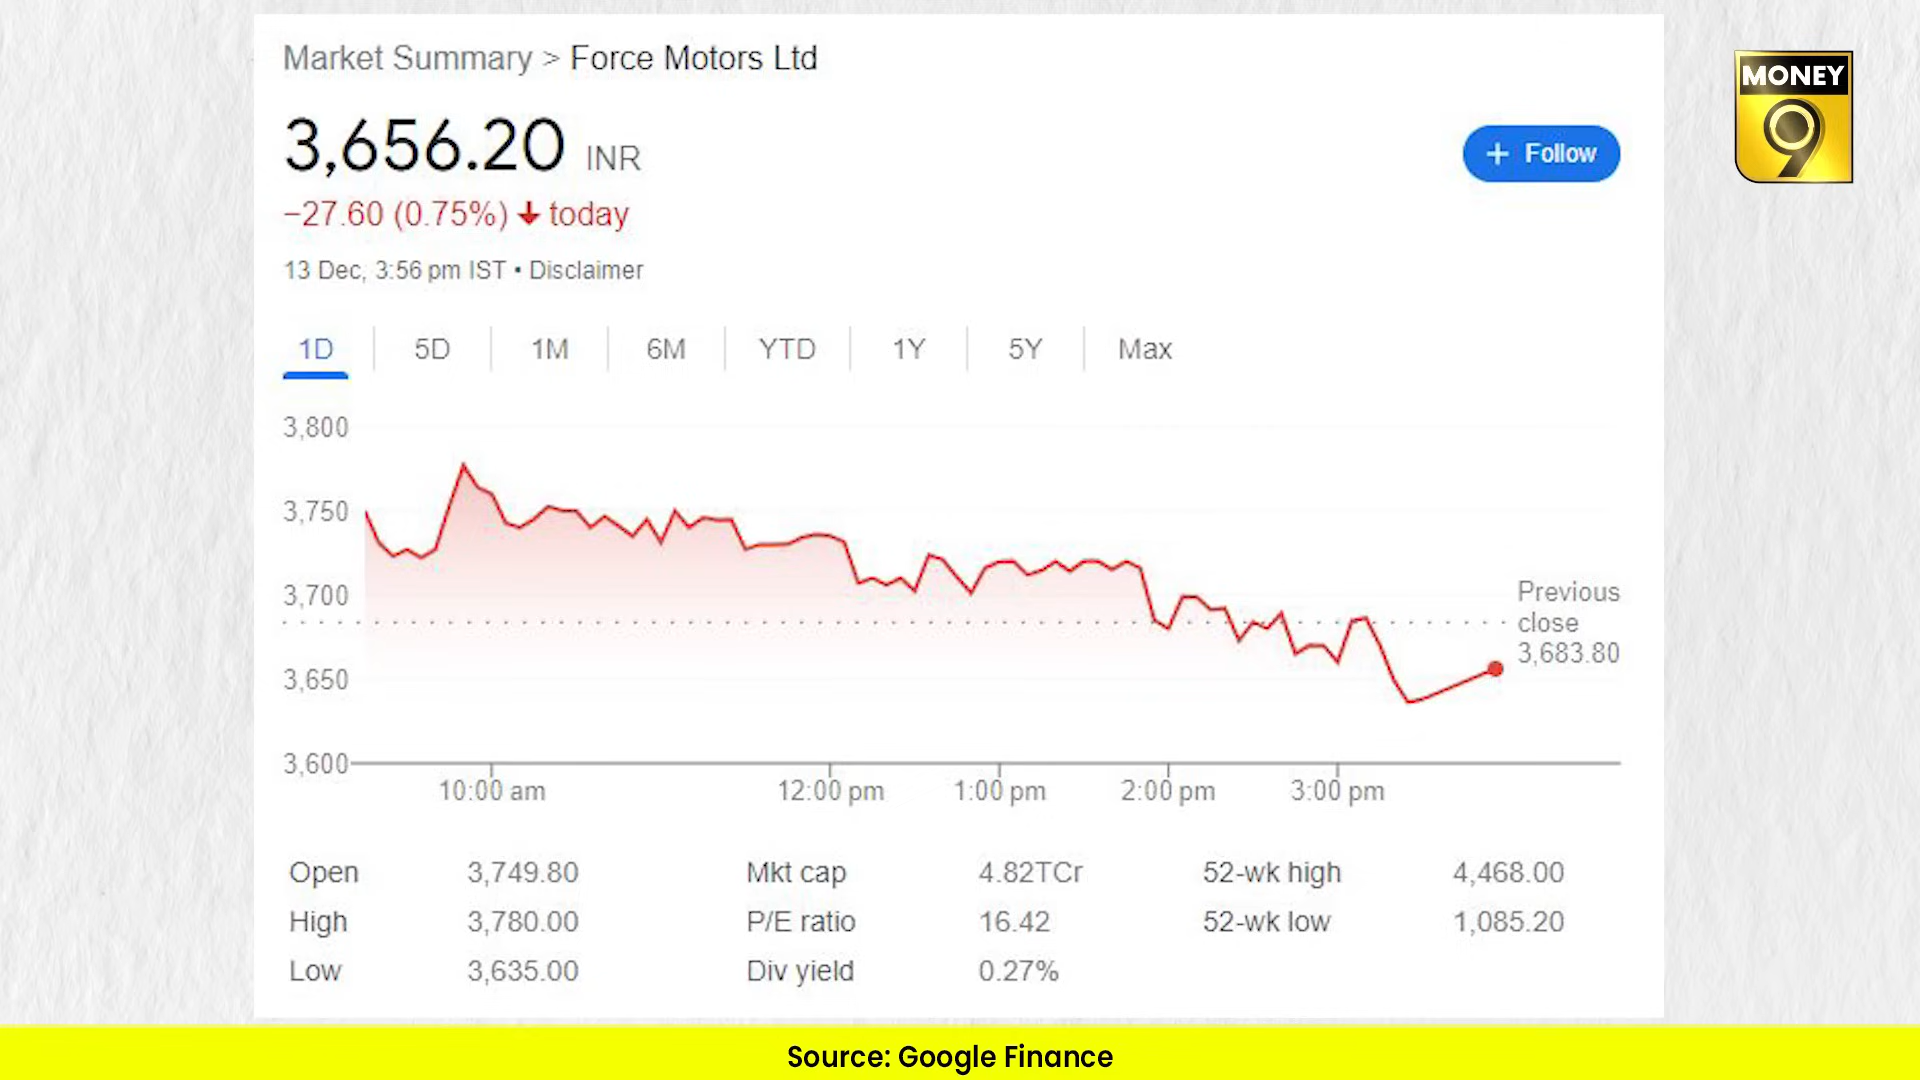 Market Summary > Force Motors Ltd
MONEY
9
3,656.20 INR
+ Follow
−27.60 (0.75%) ↓ today
13 Dec, 3:56 pm IST • Disclaimer
1D 5D 1M 6M YTD 1Y 5Y Max
3,800
3,750
3,700
3,650
3,600
Previous
close
3,683.80
10:00 am 12:00 pm 1:00 pm 2:00 pm 3:00 pm
Open 3,749.80 Mkt cap 4.82TCr 52-wk high 4,468.00
High 3,780.00 P/E ratio 16.42 52-wk low 1,085.20
Low 3,635.00 Div yield 0.27%
Source: Google Finance